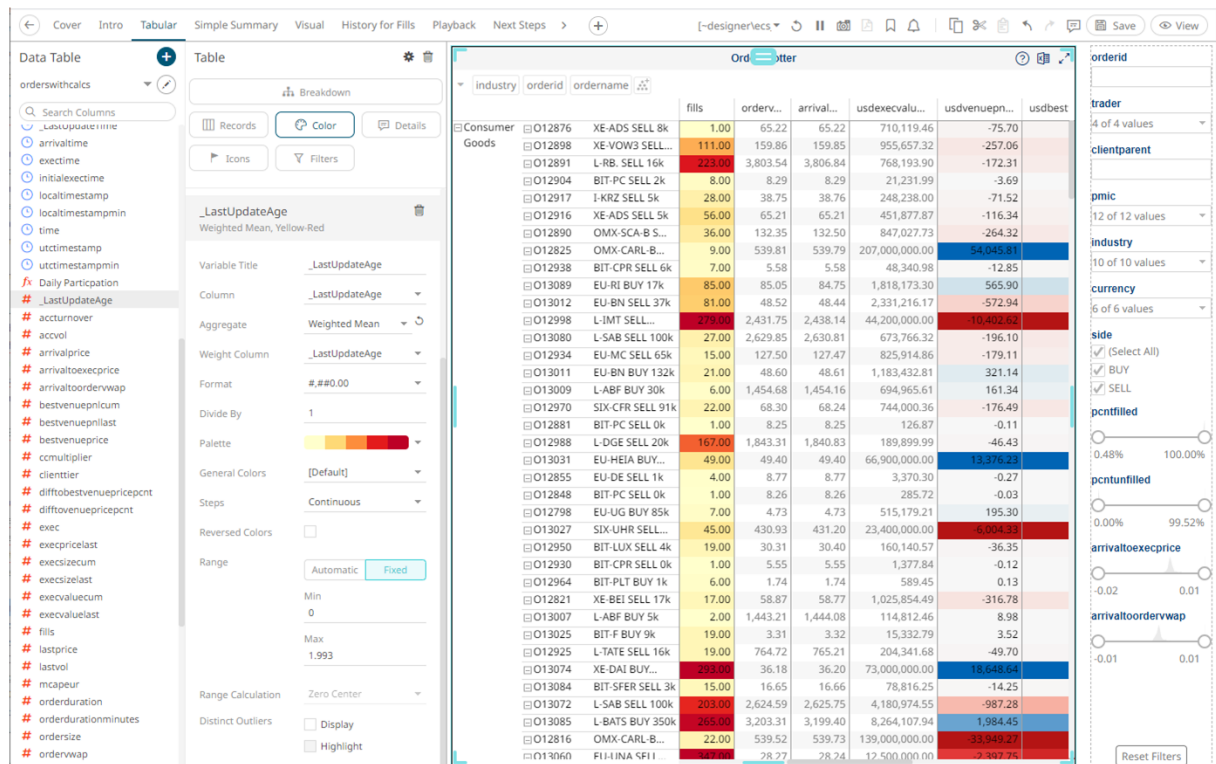 Cover Intro Tabular Simple Summary Visual History for Fills Playback Next Steps [~designer\ecs Save View
Data Table
orderswithcalcs
Search Columns
_LastUpdateTime
arrivaltime
exectime
initialexectime
localtimestamp
localtimestampmin
time
utctimestamp
utctimestampmin
fx Daily Particpation
# _LastUpdateAge
# accturnover
# accvol
# arrivalprice
# arrivaltoexecprice
# arrivaltoordervwap
# bestvenuepnlcum
# bestvenuepnllast
# bestvenueprice
# ccmultiplier
# clienttier
# difftobestvenuepricepcnt
# difftovenuepricepcnt
# exec
# execpricelast
# execsizecum
# execsizelast
# execvaluecum
# execvaluelast
# fills
# lastprice
# lastvol
# mcapeur
# orderduration
# orderdurationminutes
# ordersize
# ordervwap
Table
Breakdown
Records Color Details
Icons Filters
_LastUpdateAge
Weighted Mean, Yellow-Red
Variable Title _LastUpdateAge
Column _LastUpdateAge
Aggregate Weighted Mean
Weight Column _LastUpdateAge
Format #,##0.00
Divide By 1
Palette
General Colors [default]
Steps Continuous
Reversed Colors
Range Automatic Fixed
Min
0
Max
1.993
Range Calculation
Distinct Outliers Display
Highlight
industry orderid ordername
fills orderv... arrival... usdexecvalu... usdvenuepn... usdbest
Consumer Goods
O12876 XE-ADS SELL 8k 1.00 65.22 65.22 710,119.46 -75.70
O12898 XE-VOW3 SELL... 111.00 159.86 159.85 955,657.32 -257.06
O12891 L-RB. SELL 16k 223.00 3,803.54 3,806.84 768,193.90 -172.31
O12904 BIT-PC SELL 2k 8.00 8.29 8.29 21,231.99 -3.69
O12917 I-KRZ SELL 5k 28.00 38.75 38.76 248,238.00 -71.52
O12916 XE-ADS SELL 5k 56.00 65.21 65.21 451,877.87 -116.34
O12890 OMX-SCA-B S... 36.00 132.35 132.50 847,027.73 -264.32
O12825 OMX-CARL-B... 9.00 539.81 539.79 207,000,000.00 54,045.81
O12938 BIT-CPR SELL 6k 7.00 5.58 5.58 48,340.98 -12.85
O13089 EU-RI BUY 17k 85.00 85.05 84.75 1,818,173.30 565.90
O13012 EU-BN SELL 37k 81.00 48.52 48.44 2,331,216.17 -572.94
O12998 L-IMT SELL... 279.00 2,431.75 2,438.14 44,200,000.00 -10,402.62
O13080 L-SAB SELL 100k 27.00 2,629.85 2,630.81 673,766.32 -196.10
O12934 EU-MC SELL 65k 15.00 127.50 127.47 825,914.86 -179.11
O13011 EU-BN BUY 132k 21.00 48.60 48.61 1,183,432.81 321.14
O13009 L-ABF BUY 30k 6.00 1,454.68 1,454.16 694,965.61 161.34
O12970 SIX-CFR SELL 91k 22.00 68.30 68.24 744,000.36 -176.49
O12881 BIT-PC SELL 0k 1.00 8.25 8.25 126.87 -0.11
O12988 L-DGE SELL 20k 167.00 1,843.31 1,840.83 189,899.99 -46.43
O13031 EU-HEIA BUY... 49.00 49.40 49.40 66,900,000.00 13,376.23
O12855 EU-DE SELL 1k 4.00 8.77 8.77 3,370.30 -0.27
O12848 BIT-PC SELL 0k 1.00 8.26 8.26 285.72 -0.03
O12798 EU-UG BUY 85k 7.00 4.73 4.73 515,179.21 195.30
O13027 SIX-UHR SELL... 45.00 430.93 431.20 23,400,000.00 -6,004.33
O12950 BIT-LUX SELL 4k 19.00 30.31 30.40 160,140.57 -36.35
O12930 BIT-CPR SELL 0k 1.00 5.55 5.55 1,377.84 -0.12
O12964 BIT-PLT BUY 1k 6.00 1.74 1.74 589.45 0.13
O12821 XE-BEI SELL 17k 17.00 58.87 58.77 1,025,854.49 -316.78
O13007 L-ABF BUY 5k 2.00 1,443.21 1,444.08 114,812.46 8.98
O13025 BIT-F BUY 9k 19.00 3.31 3.32 15,332.79 3.52
O12925 L-TATE SELL 16k 19.00 764.72 765.21 204,341.68 -49.70
O13074 XE-DAI BUY... 293.00 36.18 36.20 73,000,000.00 18,648.64
O13084 BIT-SFER SELL 3k 15.00 16.65 16.66 78,816.25 -14.25
O13072 L-SAB SELL 100k 203.00 2,624.59 2,625.75 4,180,974.55 -987.28
O13085 L-BATS BUY 350k 265.00 3,203.31 3,199.40 8,264,107.94 1,984.45
O12816 OMX-CARL-B... 22.00 539.52 539.73 139,000,000.00 -33,949.27
O13060 EU-UNA SELL... 347.00 28.27 28.24 12,500,000.00 -2,397.75
orderid
trader
4 of 4 values
clientparent
pmic
12 of 12 values
industry
10 of 10 values
currency
6 of 6 values
side
(Select All)
BUY
SELL
pcntfilled
0.48% 100.00%
pcntunfilled
0.00% 99.52%
arrivaltoexecprice
-0.02 0.01
arrivaltoordervwap
-0.01 0.01
Reset Filters